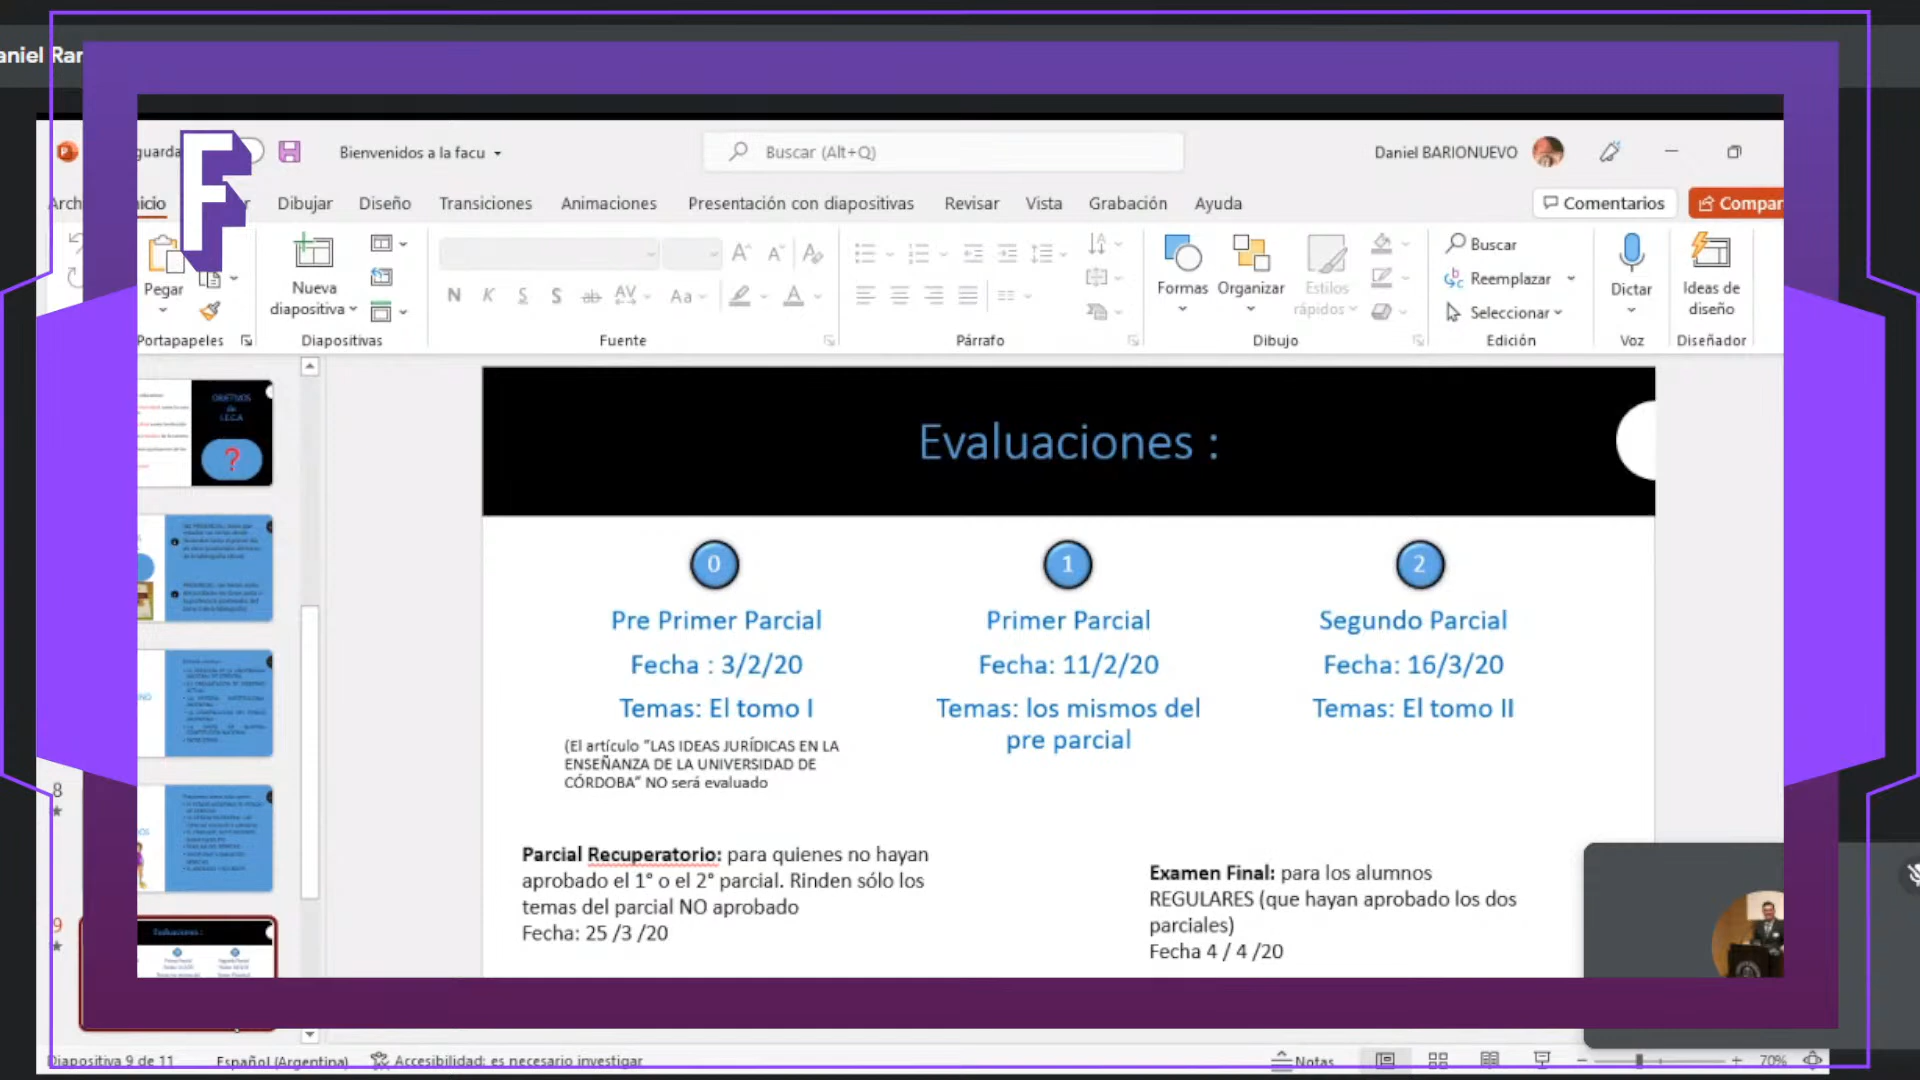 aniel Rar
guarda
Bienvenidos a la facu
Buscar (Alt+Q)
Daniel BARIONUEVO
Arch
nicio
Dibujar
Diseño
Transiciones
Animaciones
Presentación con diapositivas
Revisar
Vista
Grabación
Ayuda
Comentarios
Compar
Pegar
Nueva
diapositiva
Formas
Organizar
Estilos
rápidos
Buscar
Reemplazar
Seleccionar
Dictar
Ideas de
diseño
Portapapeles
Diapositivas
Fuente
Párrafo
Dibujo
Edición
Voz
Diseñador
OBJETIVOS
de
I.E.C.A
?
Evaluaciones :
0
Pre Primer Parcial
Fecha : 3/2/20
Temas: El tomo I
(El artículo "LAS IDEAS JURÍDICAS EN LA
ENSEÑANZA DE LA UNIVERSIDAD DE
CÓRDOBA" NO será evaluado
1
Primer Parcial
Fecha: 11/2/20
Temas: los mismos del
pre parcial
2
Segundo Parcial
Fecha: 16/3/20
Temas: El tomo II
Parcial Recuperatorio: para quienes no hayan
aprobado el 1° o el 2° parcial. Rinden sólo los
temas del parcial NO aprobado
Fecha: 25 /3 /20
Examen Final: para los alumnos
REGULARES (que hayan aprobado los dos
parciales)
Fecha 4 / 4 /20
8
9
Evaluaciones :
Diapositiva 9 de 11
Español (Argentina)
Accesibilidad: es necesario investigar
Notas
70%